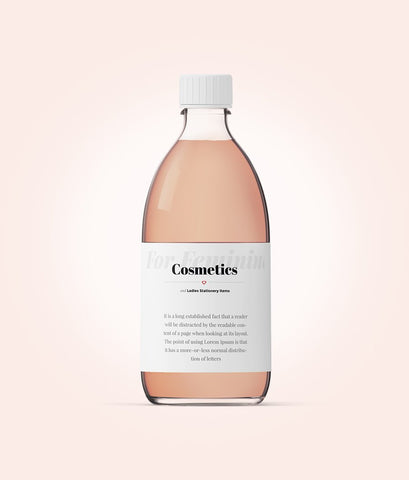 For Feminin
Cosmetics
and Ladies Stationery Items
It is a long established fact that a reader
will be distracted by the readable con-
tent of a page when looking at its layout.
The point of using Lorem Ipsum is that
it has a more-or-less normal distribu-
tion of letters